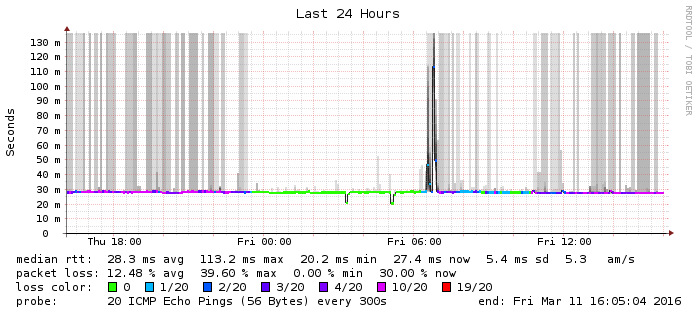 Last 24 Hours
RRDTOOL / TOBI OETIKER
Seconds
130 m
120 m
110 m
100 m
90 m
80 m
70 m
60 m
50 m
40 m
30 m
20 m
10 m
0
Thu 18:00 Fri 00:00 Fri 06:00 Fri 12:00
median rtt: 28.3 ms avg 113.2 ms max 20.2 ms min 27.4 ms now 5.4 ms sd 5.3 am/s
packet loss: 12.48 % avg 39.60 % max 0.00 % min 30.00 % now
loss color: 0 1/20 2/20 3/20 4/20 10/20 19/20
probe: 20 ICMP Echo Pings (56 Bytes) every 300s end: Fri Mar 11 16:05:04 2016